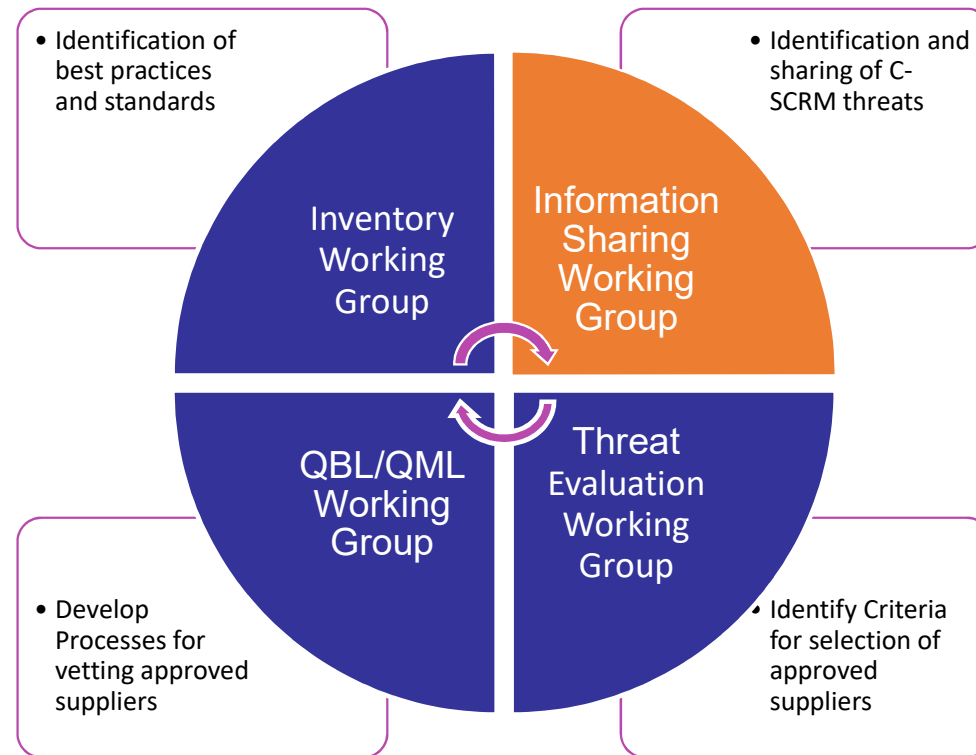 • Identification of
best practices
and standards
• Identification and
sharing of C-
SCRM threats
Inventory
Working
Group
Information
Sharing
Working
Group
QBL/QML
Working
Group
Threat
Evaluation
Working
Group
• Develop
Processes for
vetting approved
suppliers
• Identify Criteria
for selection of
approved
suppliers